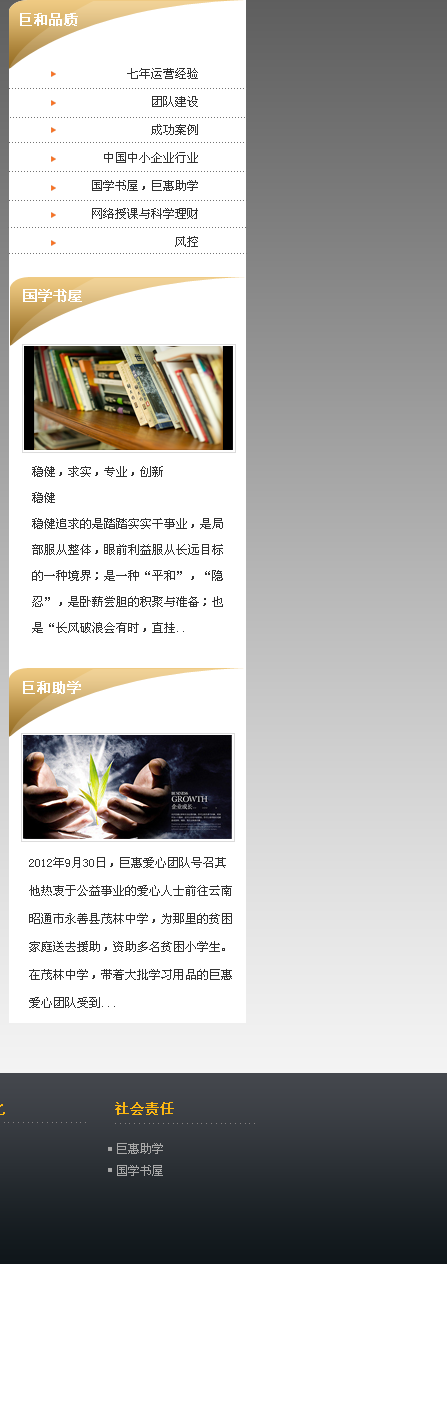 巨和品质
七年运营经验
团队建设
成功案例
中国中小企业行业
国学书屋，巨惠助学
网络授课与科学理财
风控
国学书屋
稳健，求实，专业，创新
稳健
稳健追求的是踏踏实实干事业，是局
部服从整体，眼前利益服从长远目标
的一种境界；是一种“平和”，“隐
忍”，是卧薪尝胆的积聚与准备；也
是“长风破浪会有时，直挂..
巨和助学
BUSINESS
GROWTH
企业成长
2012年9月30日，巨惠爱心团队号召其
他热衷于公益事业的爱心人士前往云南
昭通市永善县茂林中学，为那里的贫困
家庭送去援助，资助多名贫困小学生。
在茂林中学，带着大批学习用品的巨惠
爱心团队受到...
社会责任
巨惠助学
国学书屋